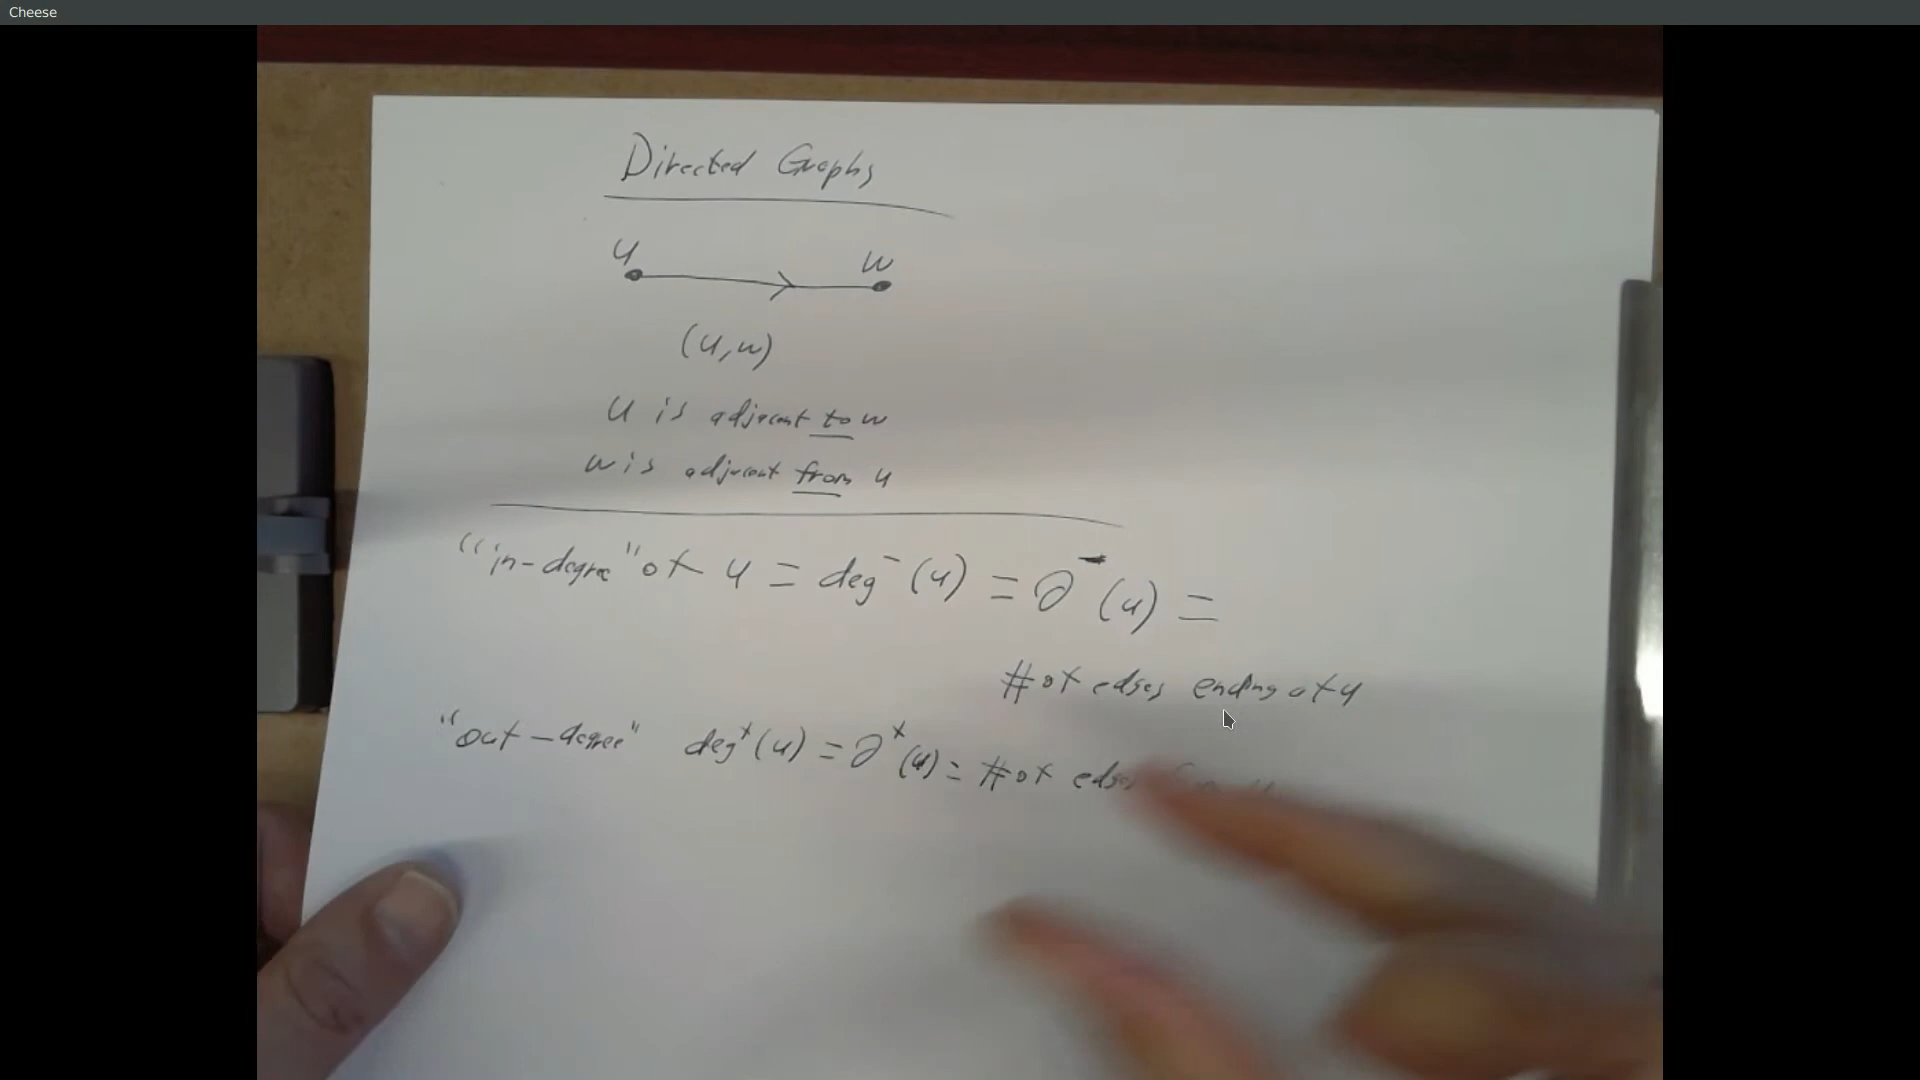 Cheese
Directed Graphs
u w
(u,w)
u is adjacent to w
w is adjacent from u
"in-degree" of u = deg⁻(u) = ∂⁻(u) =
# of edges ending at u
"out-degree" deg⁺(u) = ∂⁺(u) = # of edges